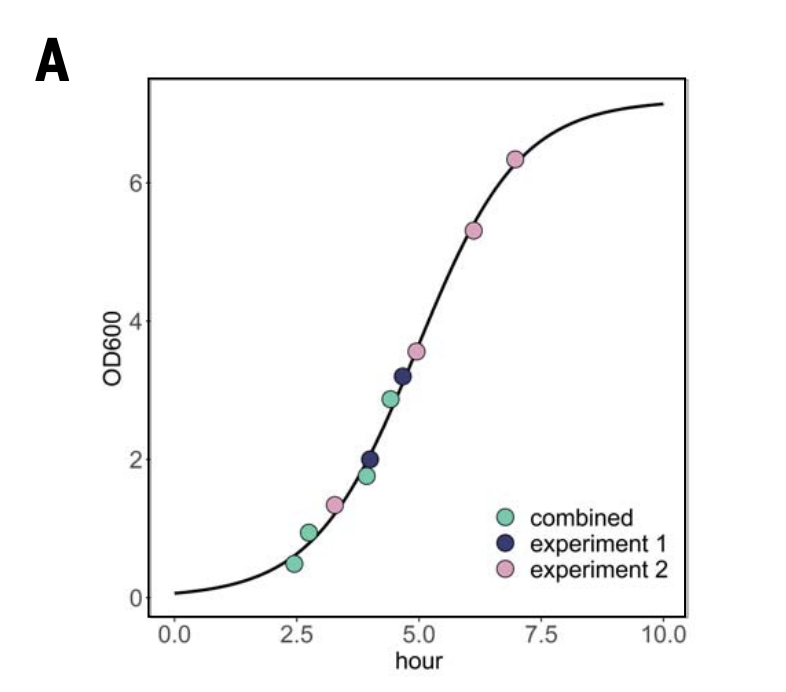 A
OD600
6
4
2
0
0.0 2.5 5.0 7.5 10.0
hour
combined
experiment 1
experiment 2